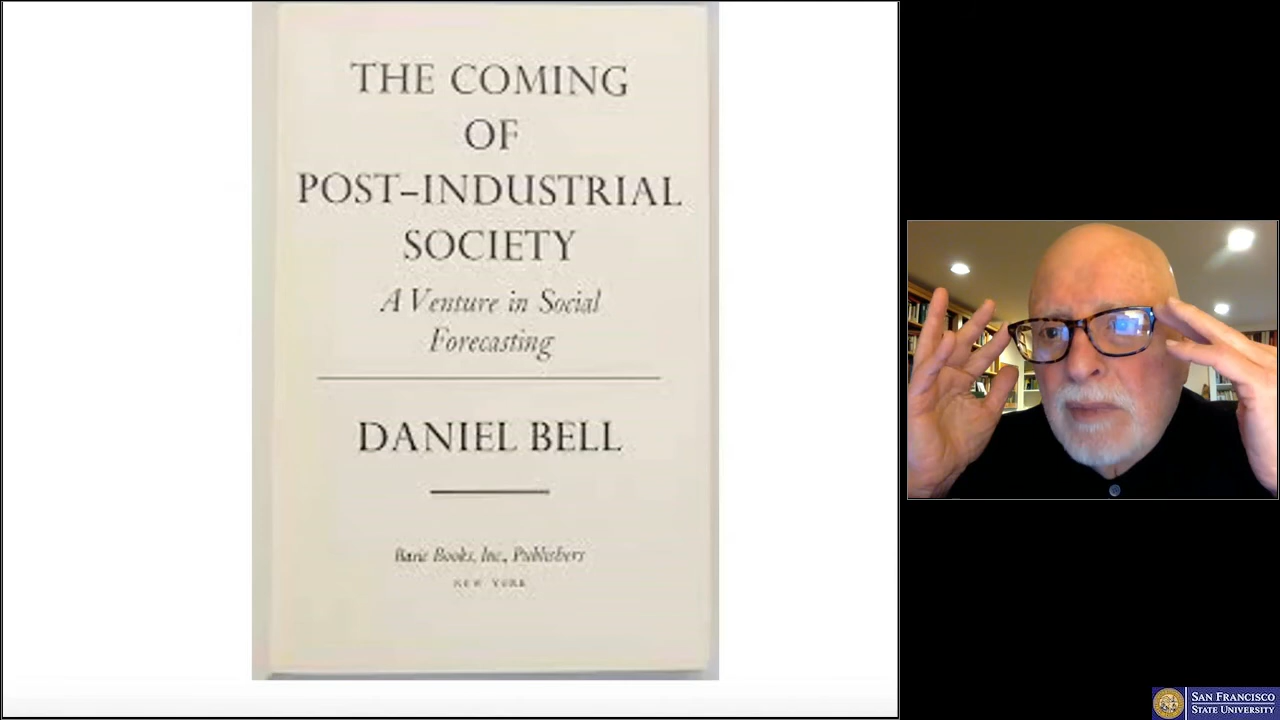 THE COMING
OF
POST–INDUSTRIAL
SOCIETY
A Venture in Social
Forecasting
DANIEL BELL
Basic Books, Inc., Publishers
NEW YORK
SAN FRANCISCO
STATE UNIVERSITY